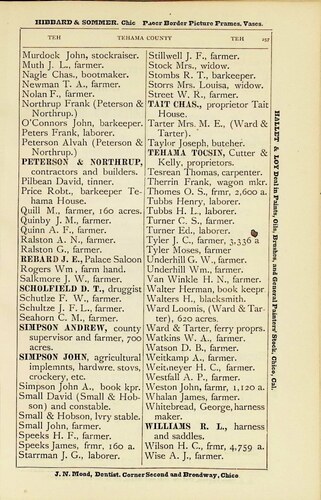 HIBBARD & SOMMER. Chic Paper Border Picture Frames, Vases.
TEH TEHAMA COUNTY TEH 257
Murdock John, stockraiser.
Muth J. L., farmer.
Nagle Chas., bootmaker.
Newman T. A., farmer.
Nolan F., farmer.
Northrup Frank (Peterson &
Northrup.)
O'Connors John, barkeeper.
Peters Frank, laborer.
Peterson Alvah (Peterson &
Northrup.)
PETERSON & NORTHRUP,
contractors and builders.
Pilbean David, tinner.
Price Robt., barkeeper Te-
hama House.
Quill M., farmer, 160 acres.
Quinby J. M., farmer.
Quinn A. F., farmer.
Ralston A. N., farmer.
Ralston G., farmer.
REBARD J. E., Palace Saloon
Rogers Wm, farm hand.
Salkmore J. W., farmer.
SCHOLFIELD D. T., druggist
Schutlze F. W., farmer.
Schultze J. F. L., farmer.
Seahorn C. M., farmer.
SIMPSON ANDREW, county
supervisor and farmer, 700
acres.
SIMPSON JOHN, agricultural
implemnts, hardwre. stovs,
crockery, etc.
Simpson John A., book kpr.
Small David (Small & Hob-
son) and constable.
Small & Hobson, lvry stable.
Small John, farmer.
Speeks H. F., farmer.
Speeks James, frmr, 160 a.
Starrman J. G., laborer.
Stillwell J. F., farmer.
Stock Mrs., widow.
Stombs R. T., barkeeper.
Storrs Mrs. Louisa, widow.
Street W. R., farmer.
TAIT CHAS., proprietor Tait
House.
Tarter Mrs. M. E., (Ward &
Tarter).
Taylor Joseph, butcher.
TEHAMA TOCSIN, Cutter &
Kelly, proprietors.
Tesrean Thomas, carpenter.
Therrin Frank, wagon mkr.
Thomes O. S., frmr, 2,600 a.
Tubbs Henry, laborer.
Tubbs H. L., laborer.
Turner C. S., farmer.
Turner Ed., laborer.
Tyler J. C., farmer, 3,336 a
Tyler Moses, farmer
Underhill G. W., farmer.
Underhill Wm., farmer.
Van Winkle H. N., farmer.
Walter Herman, book keepr
Walters H., blacksmith.
Ward Loomis, (Ward & Tar-
ter), 620 acres.
Ward & Tarter, ferry proprs.
Watkins W. A., farmer.
Watson D. B., farmer.
Weitkamp A., farmer.
Weitneyer H. C., farmer.
Westfall A. P., farmer.
Weston John, farmr, 1,120 a.
Whalan James, farmer.
Whitebread, George, harness
maker.
WILLIAMS R. L., harness
and saddles.
Wilson H. C., frmr, 4,759 a.
Wise A. J., farmer.
HALLET & LOY Deal in Paints, Oils, Brushes, and General Painters' Stock, Chico, Cal.
J. N. Mood, Dentist. Corner Second and Broadway, Chico